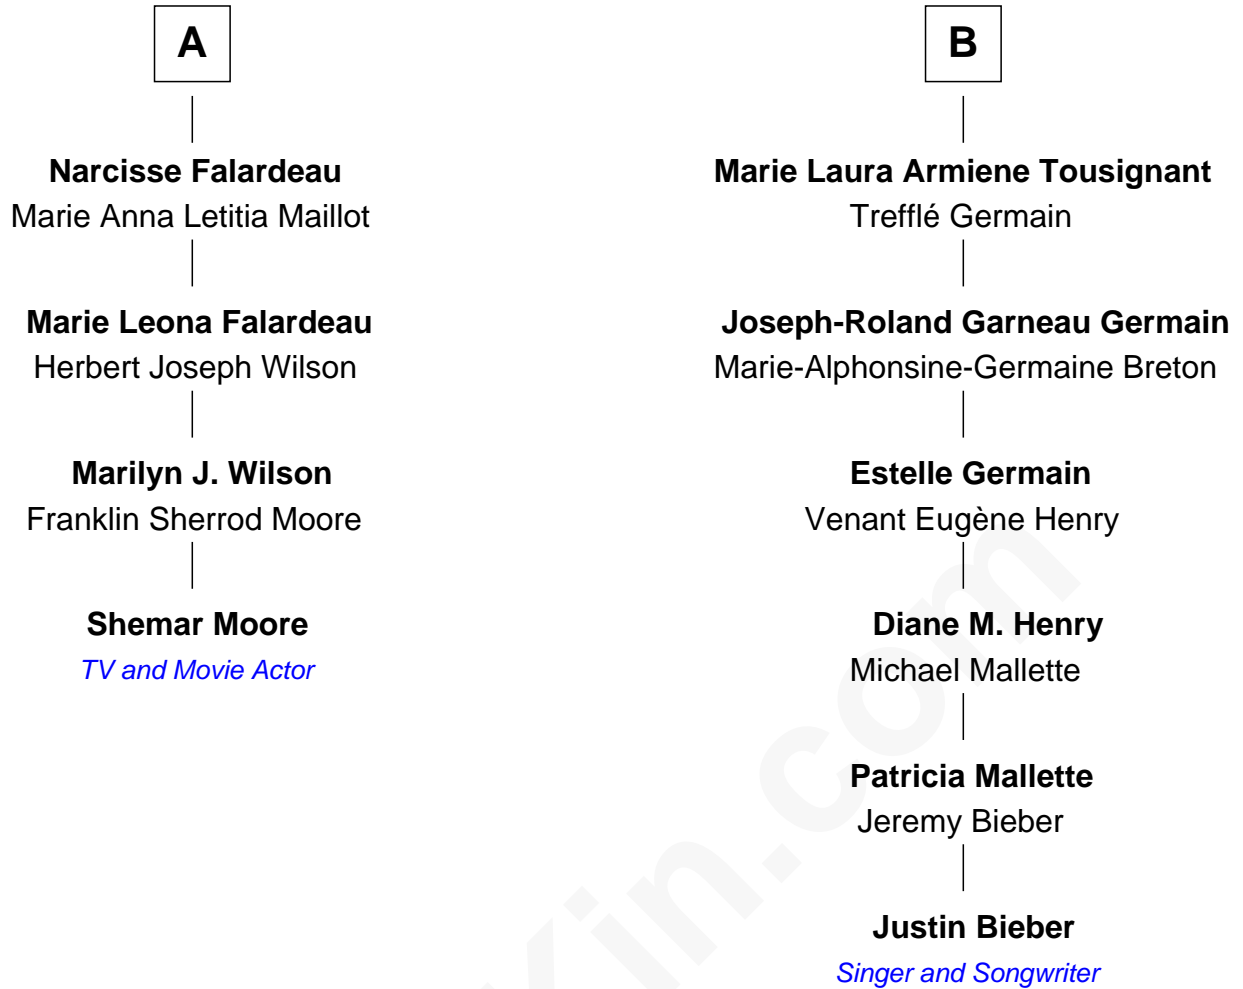 A
Narcisse Falardeau
Marie Anna Letitia Maillot
Marie Leona Falardeau
Herbert Joseph Wilson
Marilyn J. Wilson
Franklin Sherrod Moore
Shemar Moore
TV and Movie Actor
B
Marie Laura Armiene Tousignant
Trefflé Germain
Joseph-Roland Garneau Germain
Marie-Alphonsine-Germaine Breton
Estelle Germain
Venant Eugène Henry
Diane M. Henry
Michael Mallette
Patricia Mallette
Jeremy Bieber
Justin Bieber
Singer and Songwriter
Kin.com